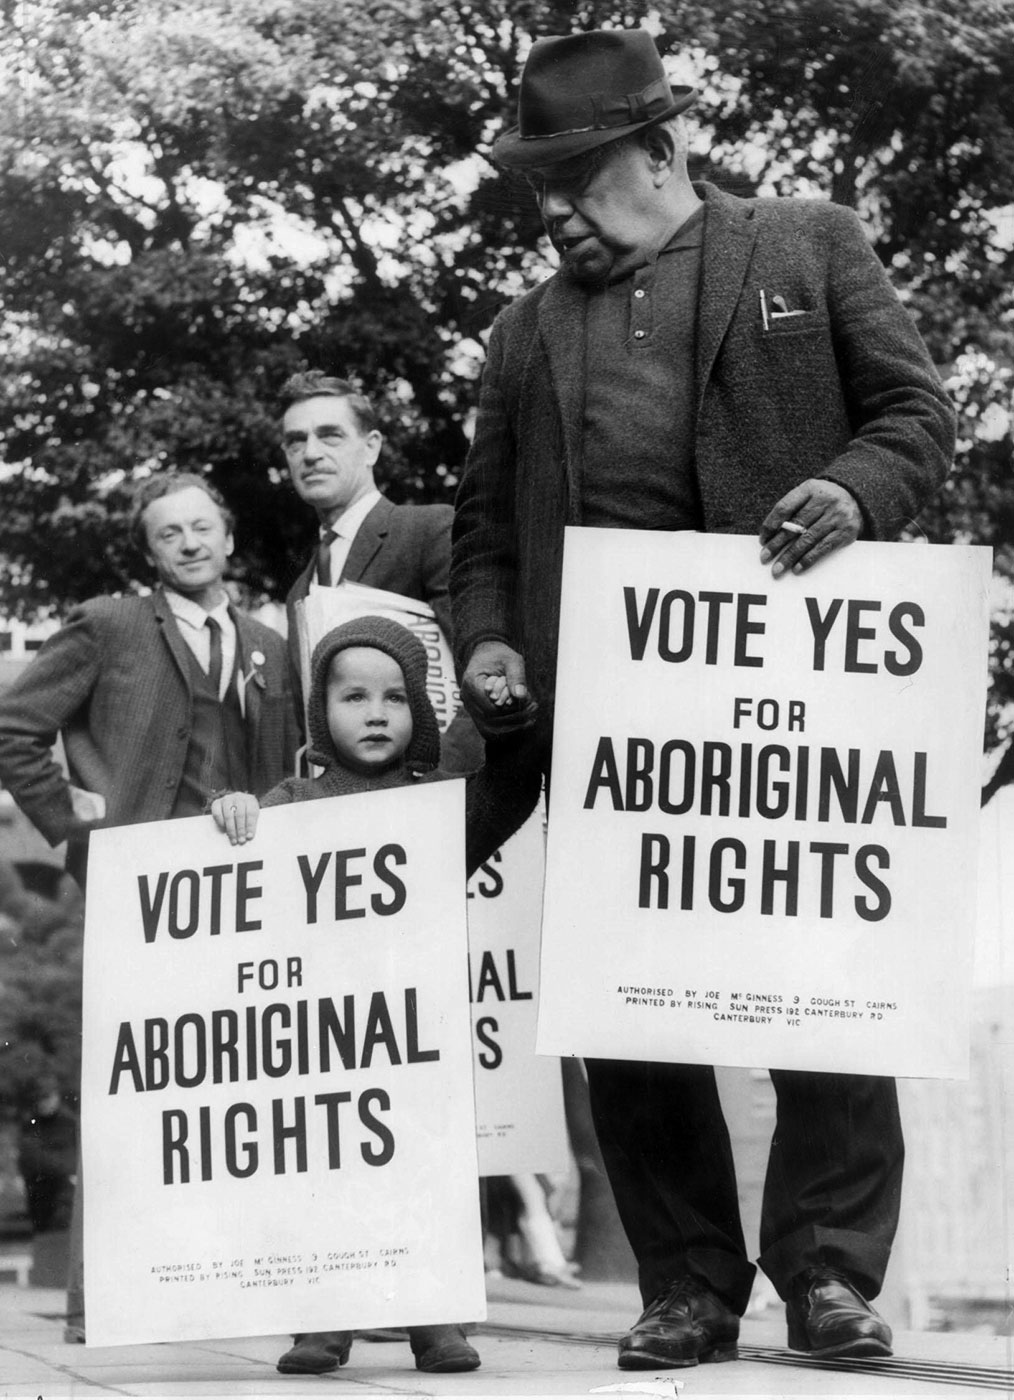 VOTE YES
FOR
ABORIGINAL
RIGHTS
AUTHORISED BY JOE McGINNESS 9 GOUGH ST CAIRNS
PRINTED BY RISING SUN PRESS 192 CANTERBURY RD
CANTERBURY VIC
VOTE YES
FOR
ABORIGINAL
RIGHTS
AUTHORISED BY JOE McGINNESS 9 GOUGH ST CAIRNS
PRINTED BY RISING SUN PRESS 192 CANTERBURY RD
CANTERBURY VIC
ES
IAL
S